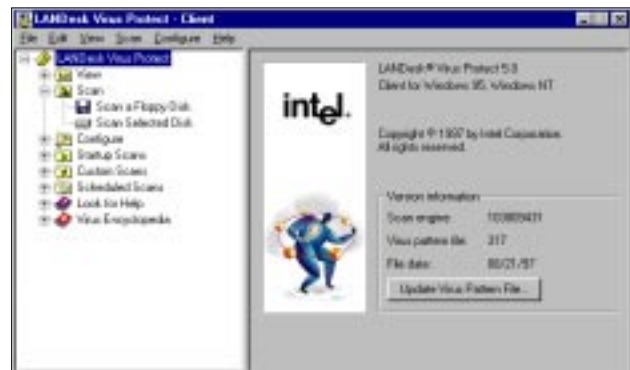 LANDesk Virus Protect - Client
File Edit View Scan Configure Help
LANDesk Virus Protect
View
Scan
Scan a Floppy Disk
Scan Selected Disk
Configure
Startup Scans
Custom Scans
Scheduled Scans
Look for Help
Virus Encyclopedia
intel.
LANDesk® Virus Protect 5.0
Client for Windows 95, Windows NT
Copyright © 1997 by Intel Corporation.
All rights reserved.
Version information
Scan engine:
Virus pattern file: 317
File date: 08/21/97
Update Virus Pattern File...